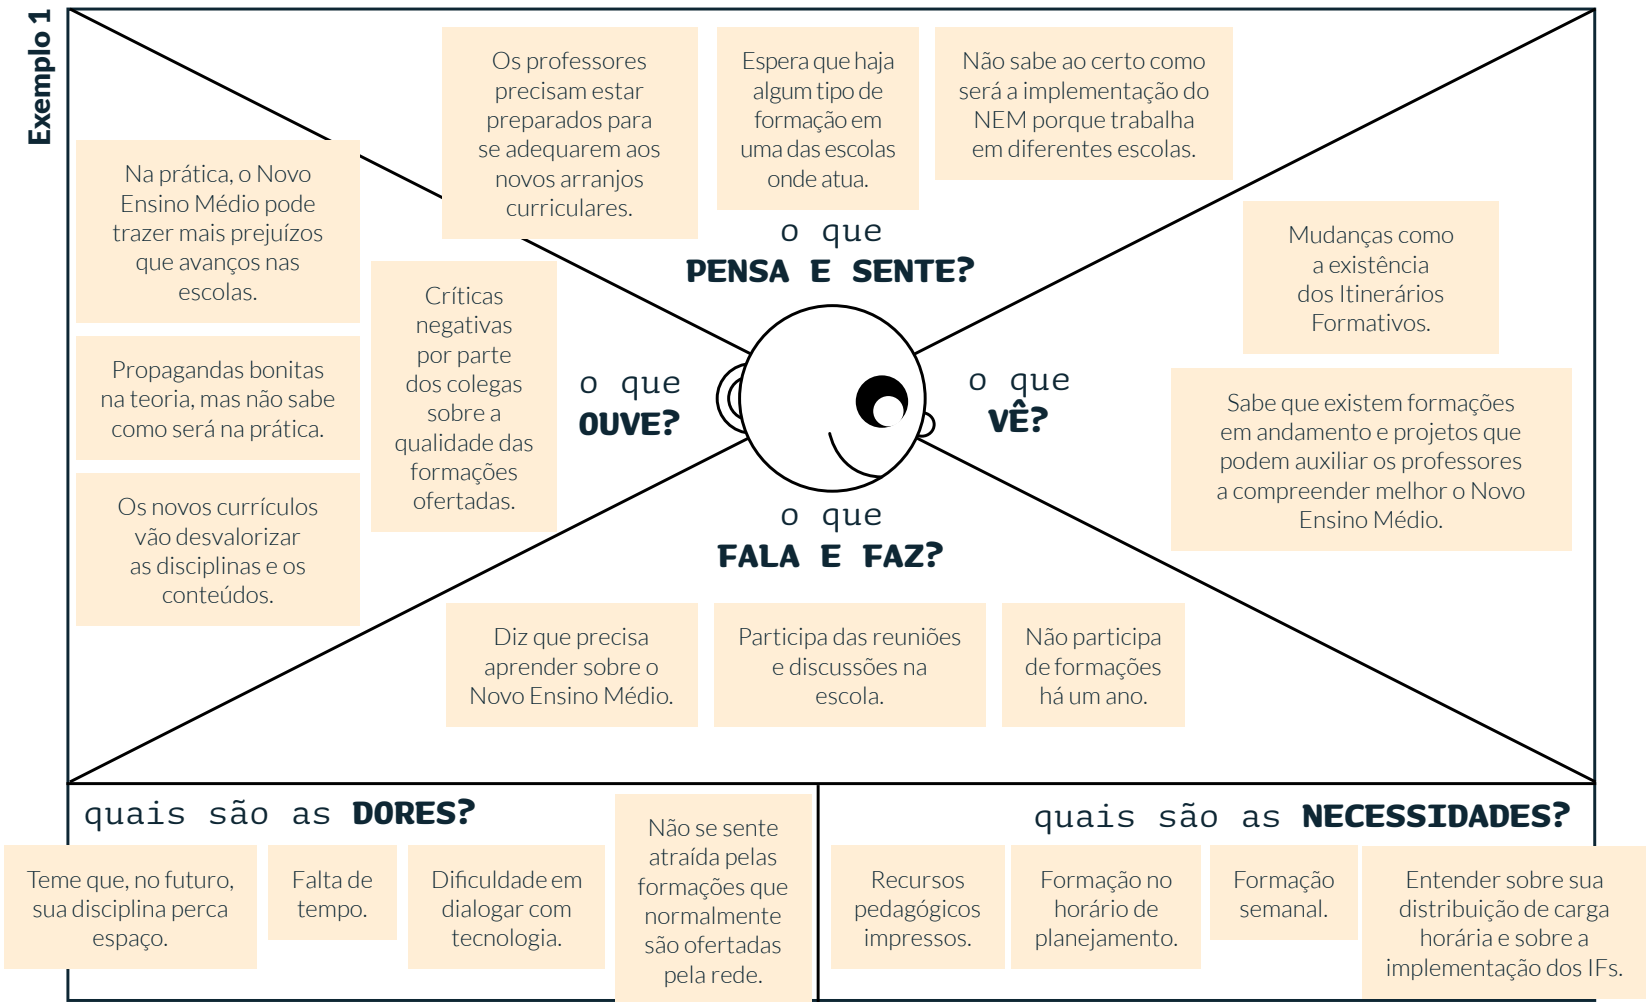 Exemplo 1
Os professores
precisam estar
preparados para
se adequarem aos
novos arranjos
curriculares.
Espera que haja
algum tipo de
formação em
uma das escolas
onde atua.
Não sabe ao certo como
será a implementação do
NEM porque trabalha
em diferentes escolas.
o que
PENSA E SENTE?
Na prática, o Novo
Ensino Médio pode
trazer mais prejuízos
que avanços nas
escolas.
Propagandas bonitas
na teoria, mas não sabe
como será na prática.
Os novos currículos
vão desvalorizar
as disciplinas e os
conteúdos.
Críticas
negativas
por parte
dos colegas
sobre a
qualidade das
formações
ofertadas.
o que
OUVE?
o que
VÊ?
Mudanças como
a existência
dos Itinerários
Formativos.
Sabe que existem formações
em andamento e projetos que
podem auxiliar os professores
a compreender melhor o Novo
Ensino Médio.
o que
FALA E FAZ?
Diz que precisa
aprender sobre o
Novo Ensino Médio.
Participa das reuniões
e discussões na
escola.
Não participa
de formações
há um ano.
quais são as DORES?
Teme que, no futuro,
sua disciplina perca
espaço.
Falta de
tempo.
Dificuldade em
dialogar com
tecnologia.
Não se sente
atraída pelas
formações que
normalmente
são ofertadas
pela rede.
quais são as NECESSIDADES?
Recursos
pedagógicos
impressos.
Formação no
horário de
planejamento.
Formação
semanal.
Entender sobre sua
distribuição de carga
horária e sobre a
implementação dos IFs.